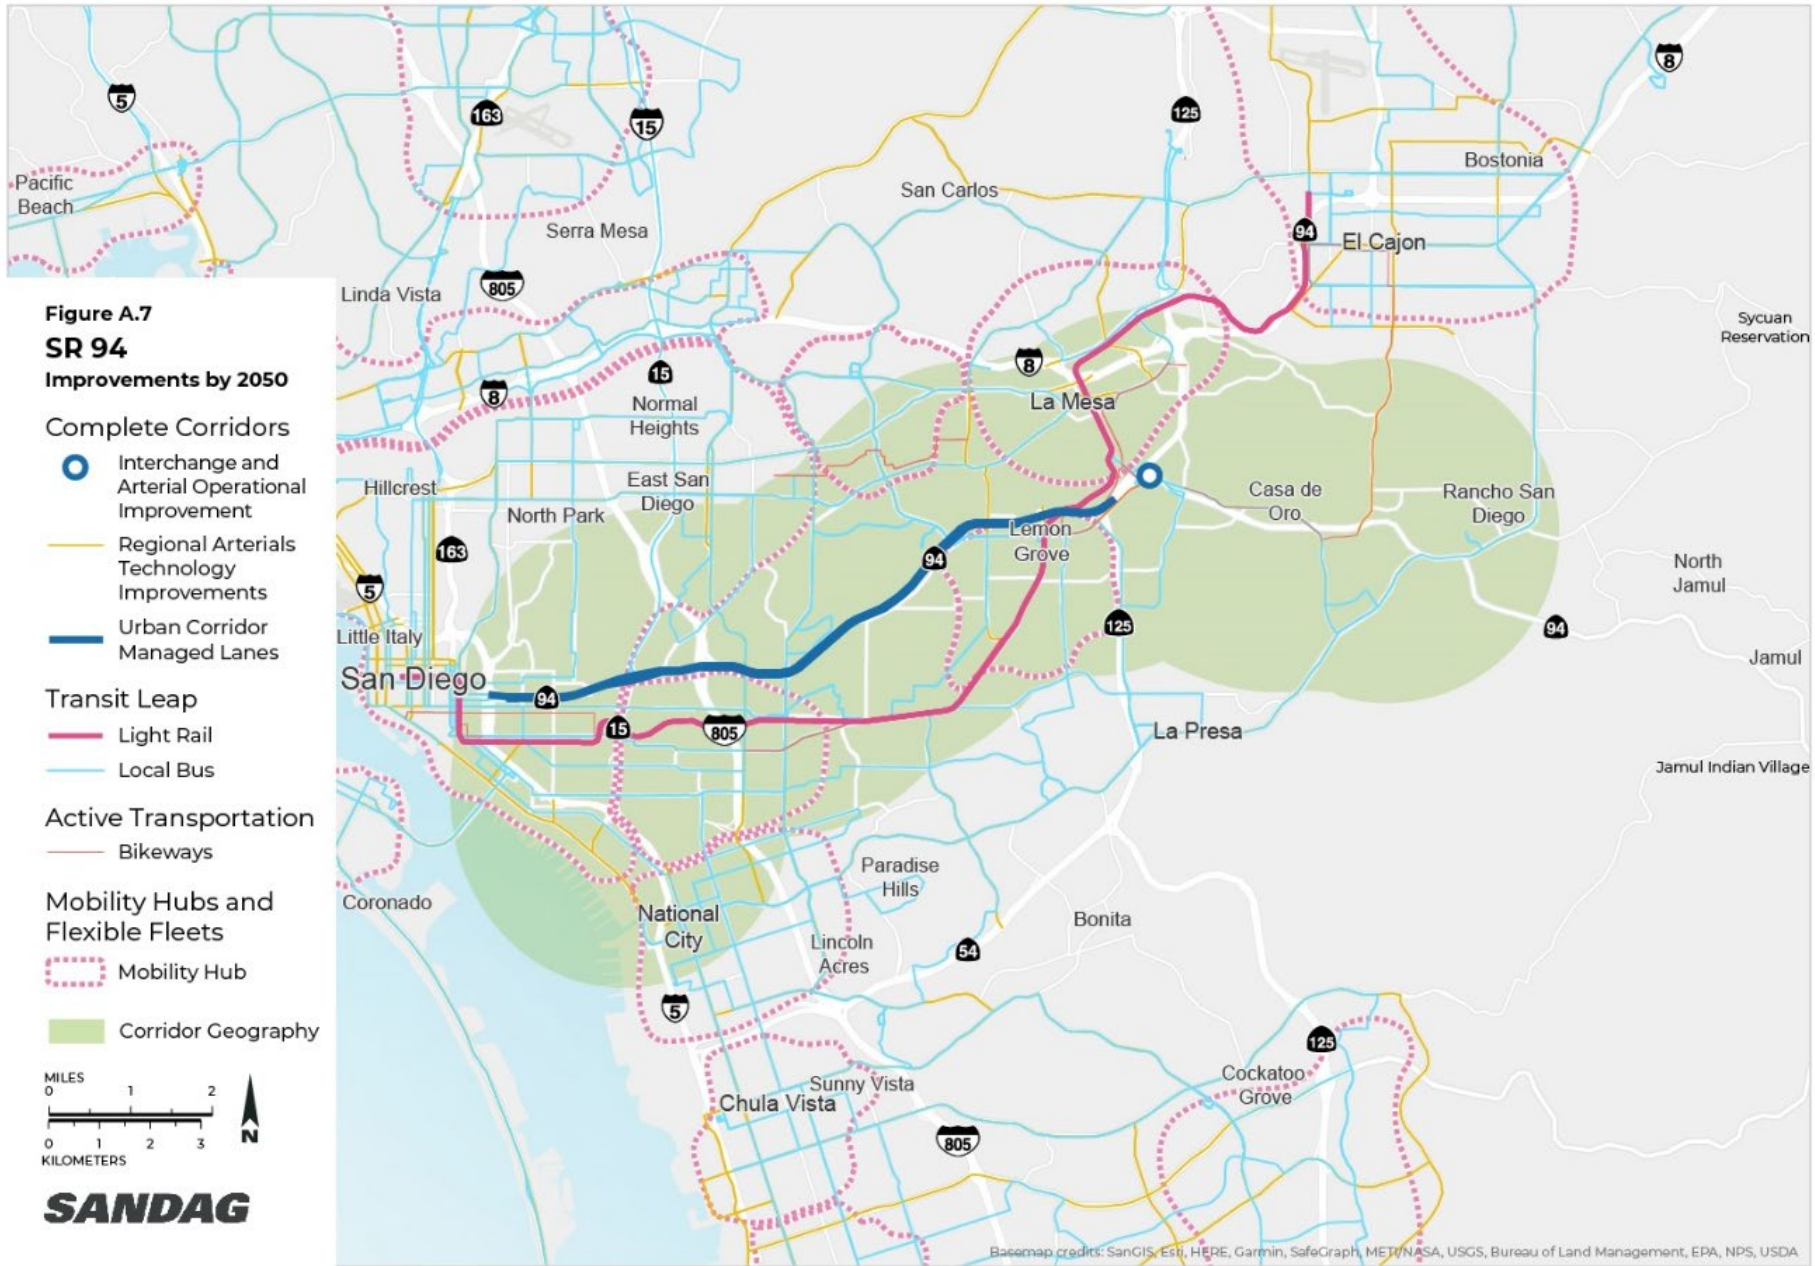 Figure A.7
SR 94
Improvements by 2050
Complete Corridors
Interchange and
Arterial Operational
Improvement
Regional Arterials
Technology
Improvements
Urban Corridor
Managed Lanes
Transit Leap
Light Rail
Local Bus
Active Transportation
Bikeways
Mobility Hubs and
Flexible Fleets
Mobility Hub
Corridor Geography
MILES
0 1 2
0 1 2 3
KILOMETERS
N
SANDAG
5
163
15
125
8
Pacific
Beach
Serra Mesa
San Carlos
Bostonia
94
El Cajon
Linda Vista
805
Sycuan
Reservation
8
15
8
Normal
Heights
La Mesa
Hillcrest
East San
Diego
North Park
Casa de
Oro
Rancho San
Diego
163
94
Lemon
Grove
North
Jamul
5
Little Italy
125
94
Jamul
San Diego
94
15
805
La Presa
Jamul Indian Village
Coronado
Paradise
Hills
National
City
Lincoln
Acres
Bonita
54
5
125
Cockatoo
Grove
Sunny Vista
Chula Vista
805
Basemap credits: SanGIS, Esri, HERE, Garmin, SafeGraph, METI/NASA, USGS, Bureau of Land Management, EPA, NPS, USDA